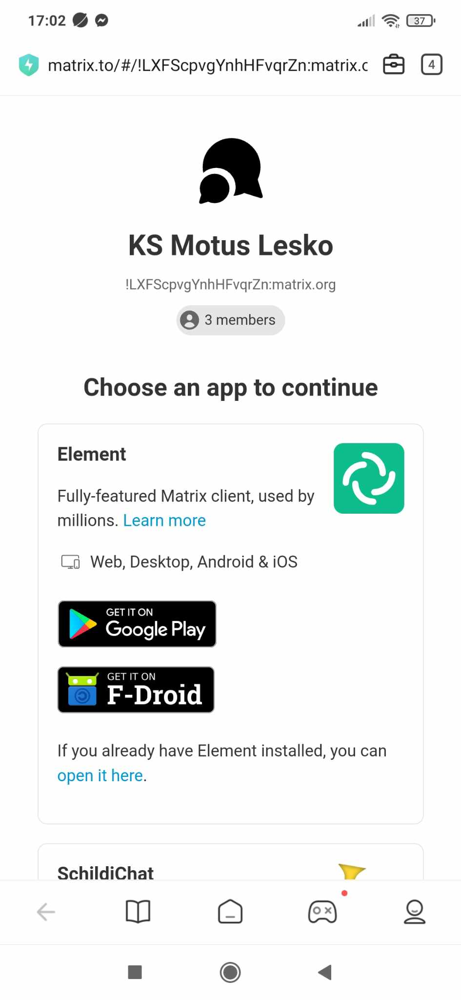 17:02
37
matrix.to/#/!LXFScpvgYnhHFvqrZn:matrix.c
4
KS Motus Lesko
!LXFScpvgYnhHFvqrZn:matrix.org
3 members
Choose an app to continue
Element
Fully-featured Matrix client, used by
millions. Learn more
Web, Desktop, Android & iOS
GET IT ON
Google Play
GET IT ON
F-Droid
If you already have Element installed, you can
open it here.
SchildiChat